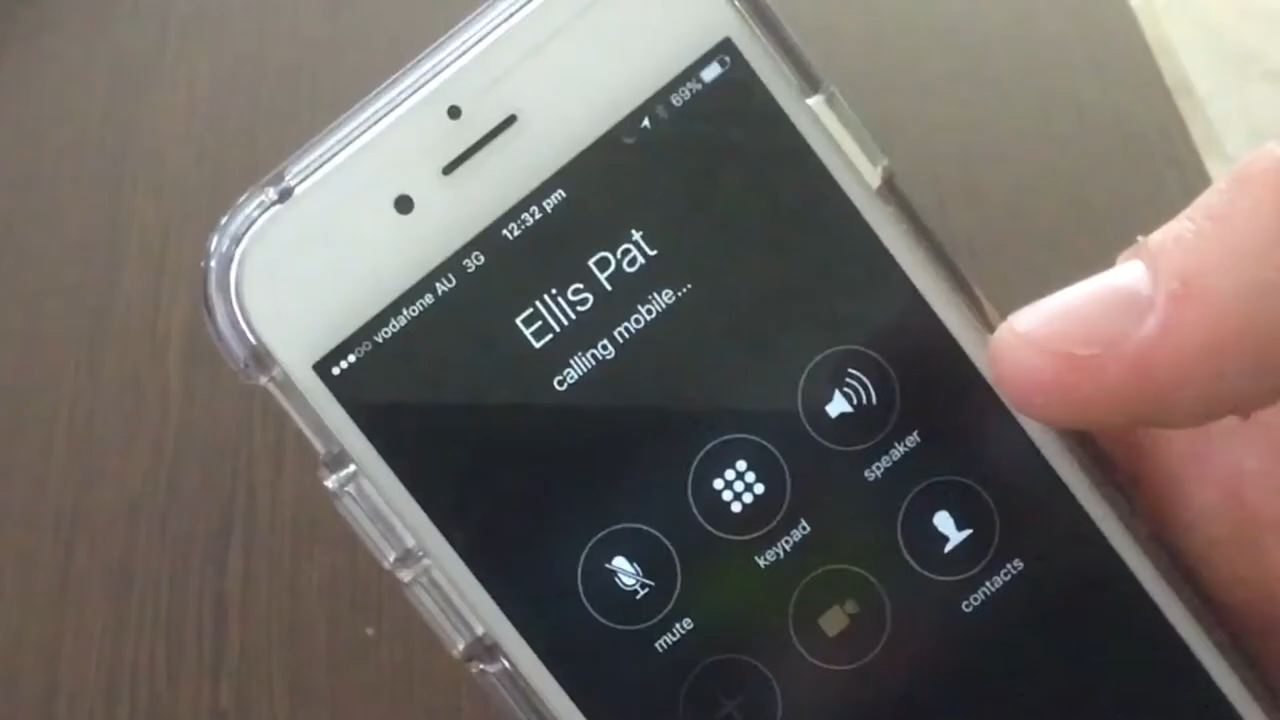 ●●●○○ vodafone AU 3G 12:32 pm 69%
Ellis Pat
calling mobile...
mute
keypad
speaker
contacts